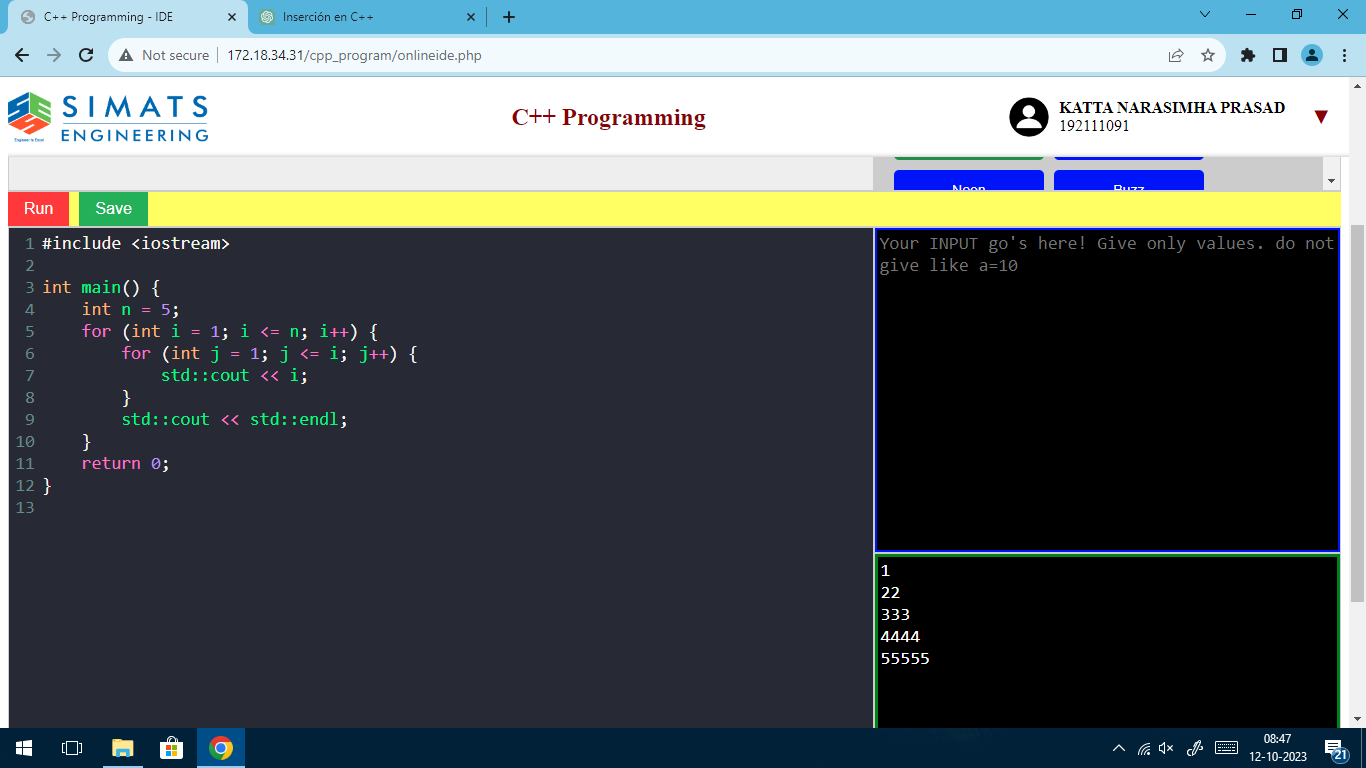 C++ Programming - IDE
Inserción en C++
Not secure
172.18.34.31/cpp_program/onlineide.php
SIMATS
ENGINEERING
Engineer to Excel
C++ Programming
KATTA NARASIMHA PRASAD
192111091
Neon
Buzz
Run
Save
1 #include <iostream>
2
3 int main() {
4     int n = 5;
5     for (int i = 1; i <= n; i++) {
6         for (int j = 1; j <= i; j++) {
7             std::cout << i;
8         }
9         std::cout << std::endl;
10     }
11     return 0;
12 }
13
Your INPUT go's here! Give only values. do not
give like a=10
1
22
333
4444
55555
08:47
12-10-2023
21